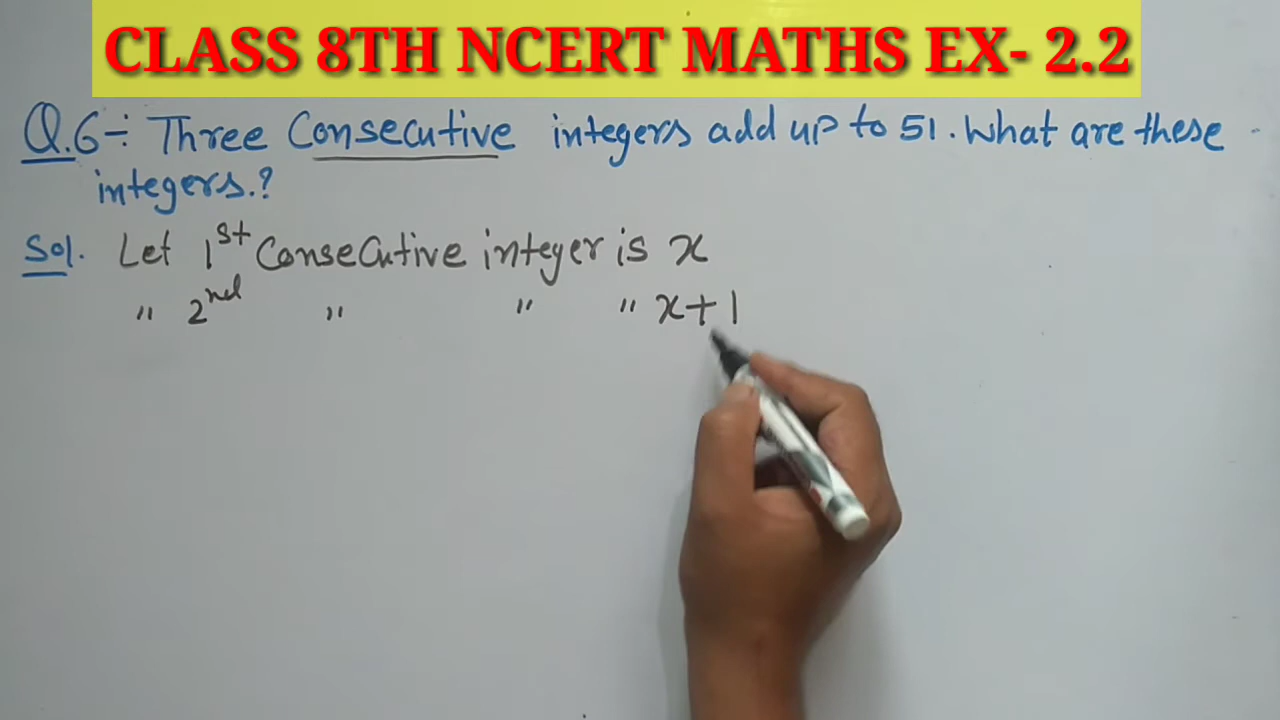 CLASS 8TH NCERT MATHS EX- 2.2
Q.6÷ Three Consecutive integers add up to 51. What are these
integers.?
Sol. Let 1st Consecutive integer is x
" 2nd " " " x+1